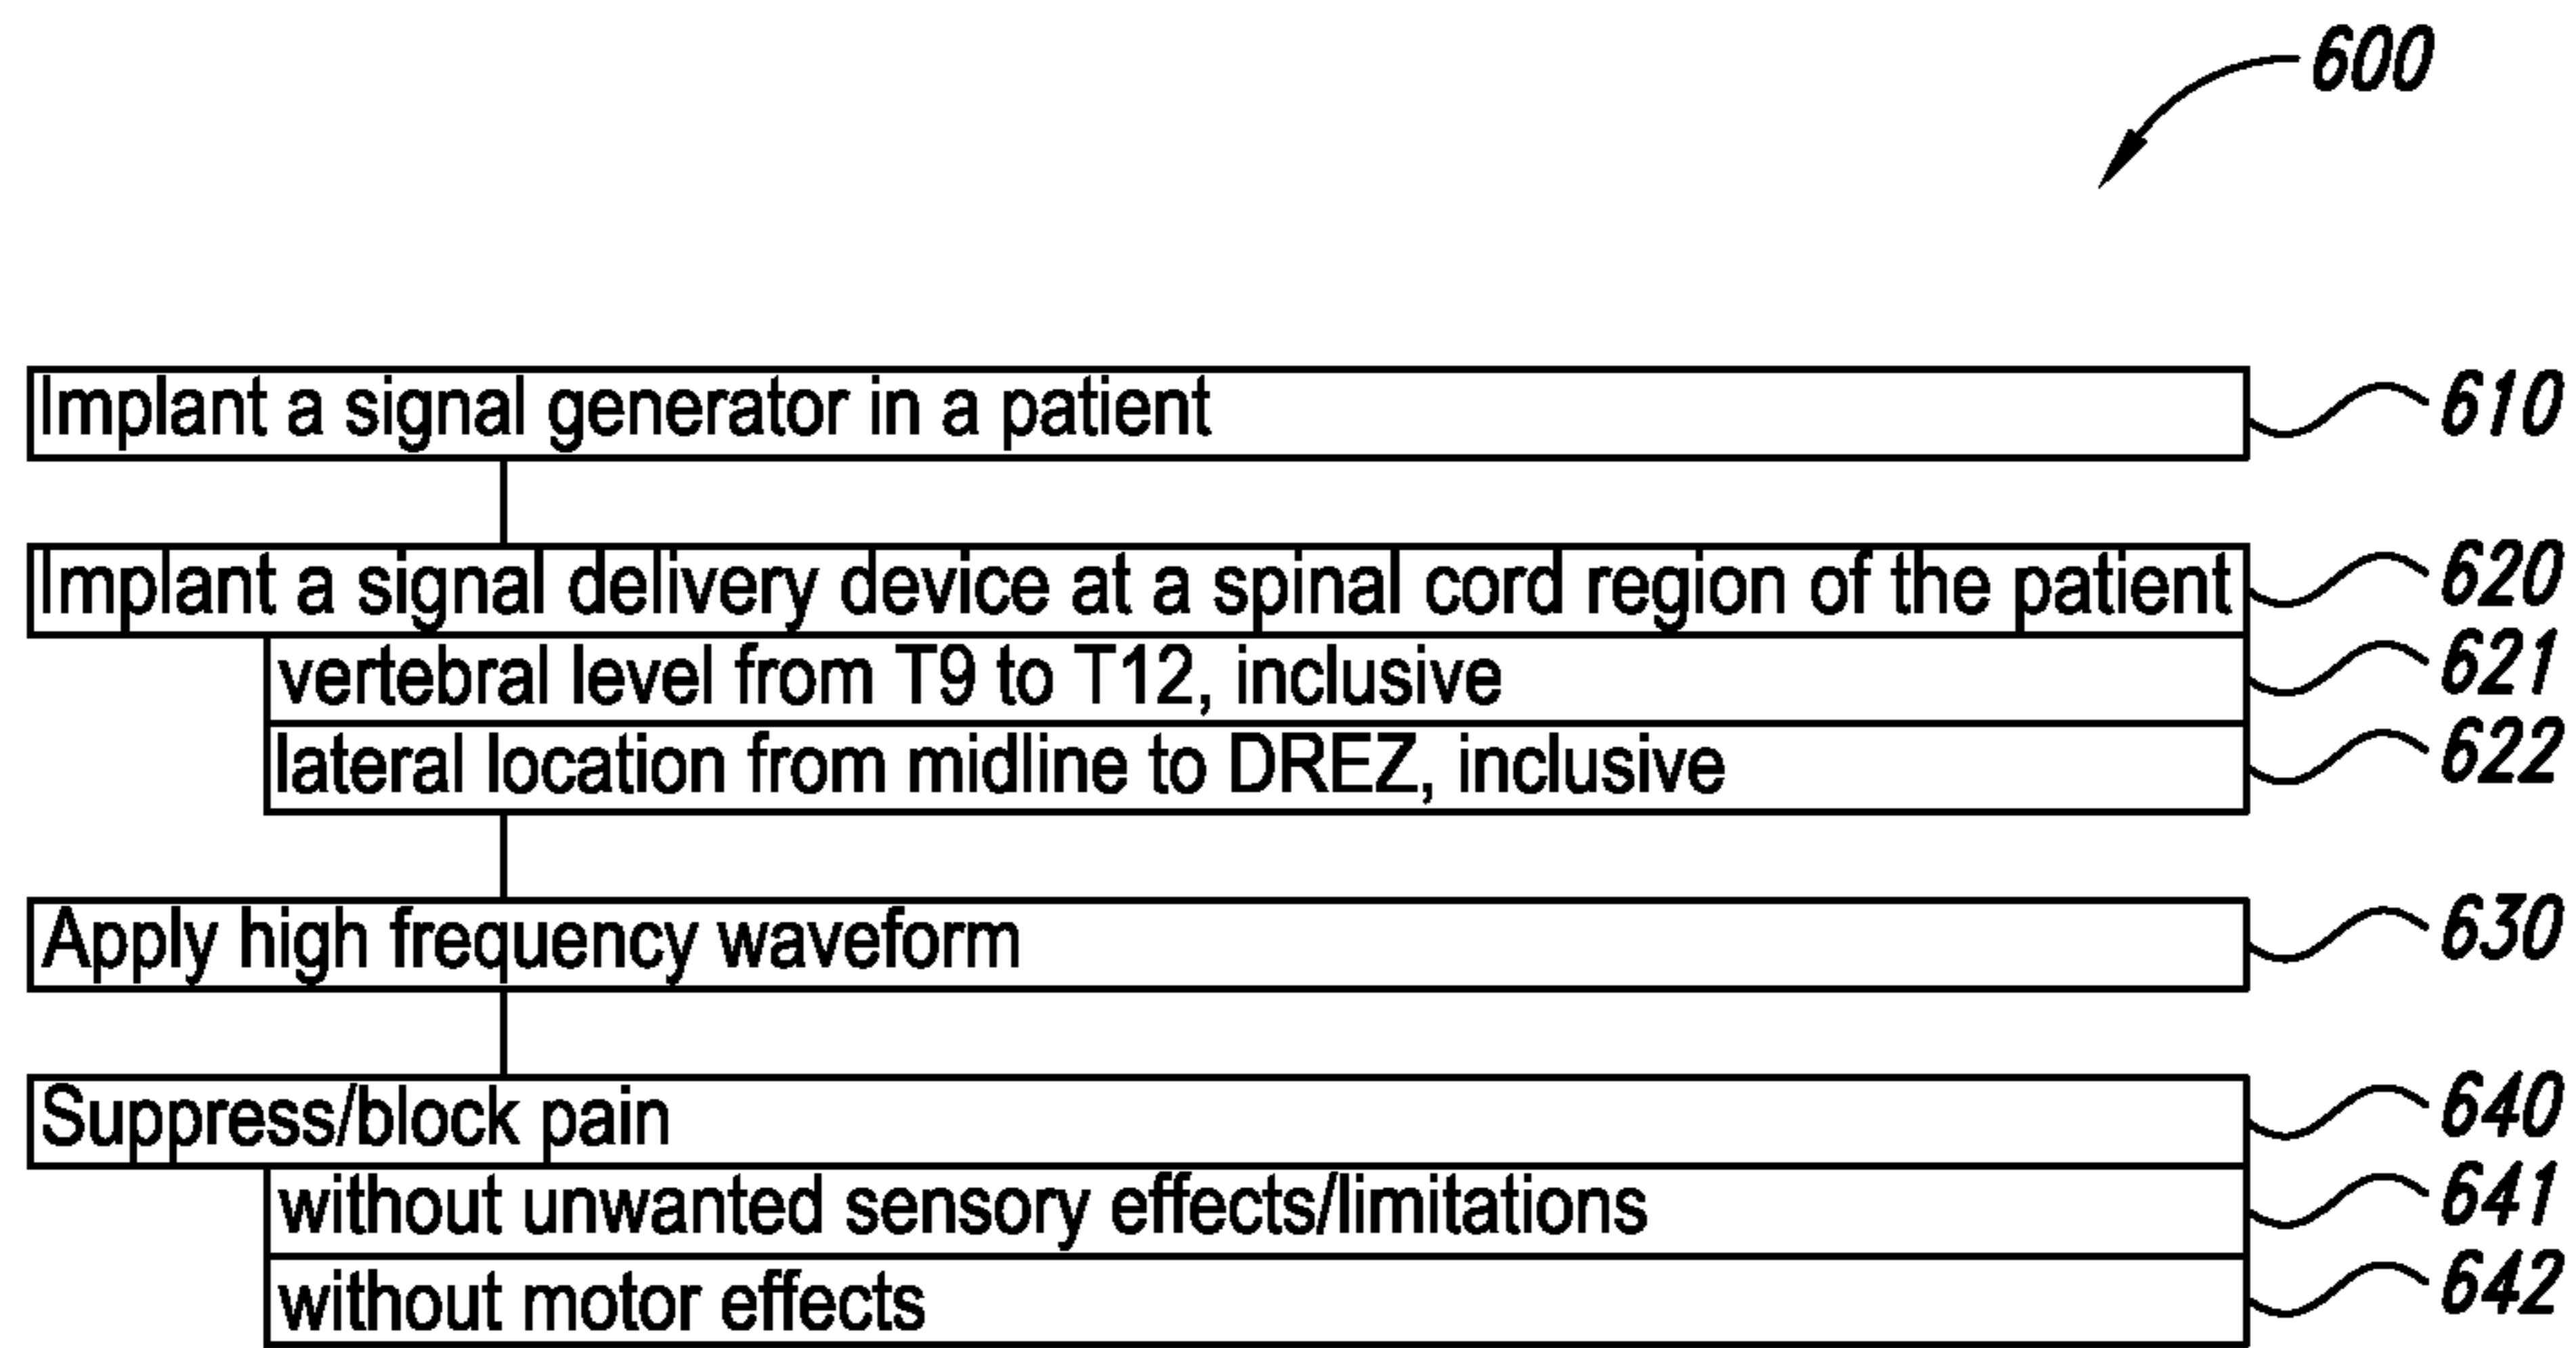 600
Implant a signal generator in a patient 610
Implant a signal delivery device at a spinal cord region of the patient 620
vertebral level from T9 to T12, inclusive 621
lateral location from midline to DREZ, inclusive 622
Apply high frequency waveform 630
Suppress/block pain 640
without unwanted sensory effects/limitations 641
without motor effects 642